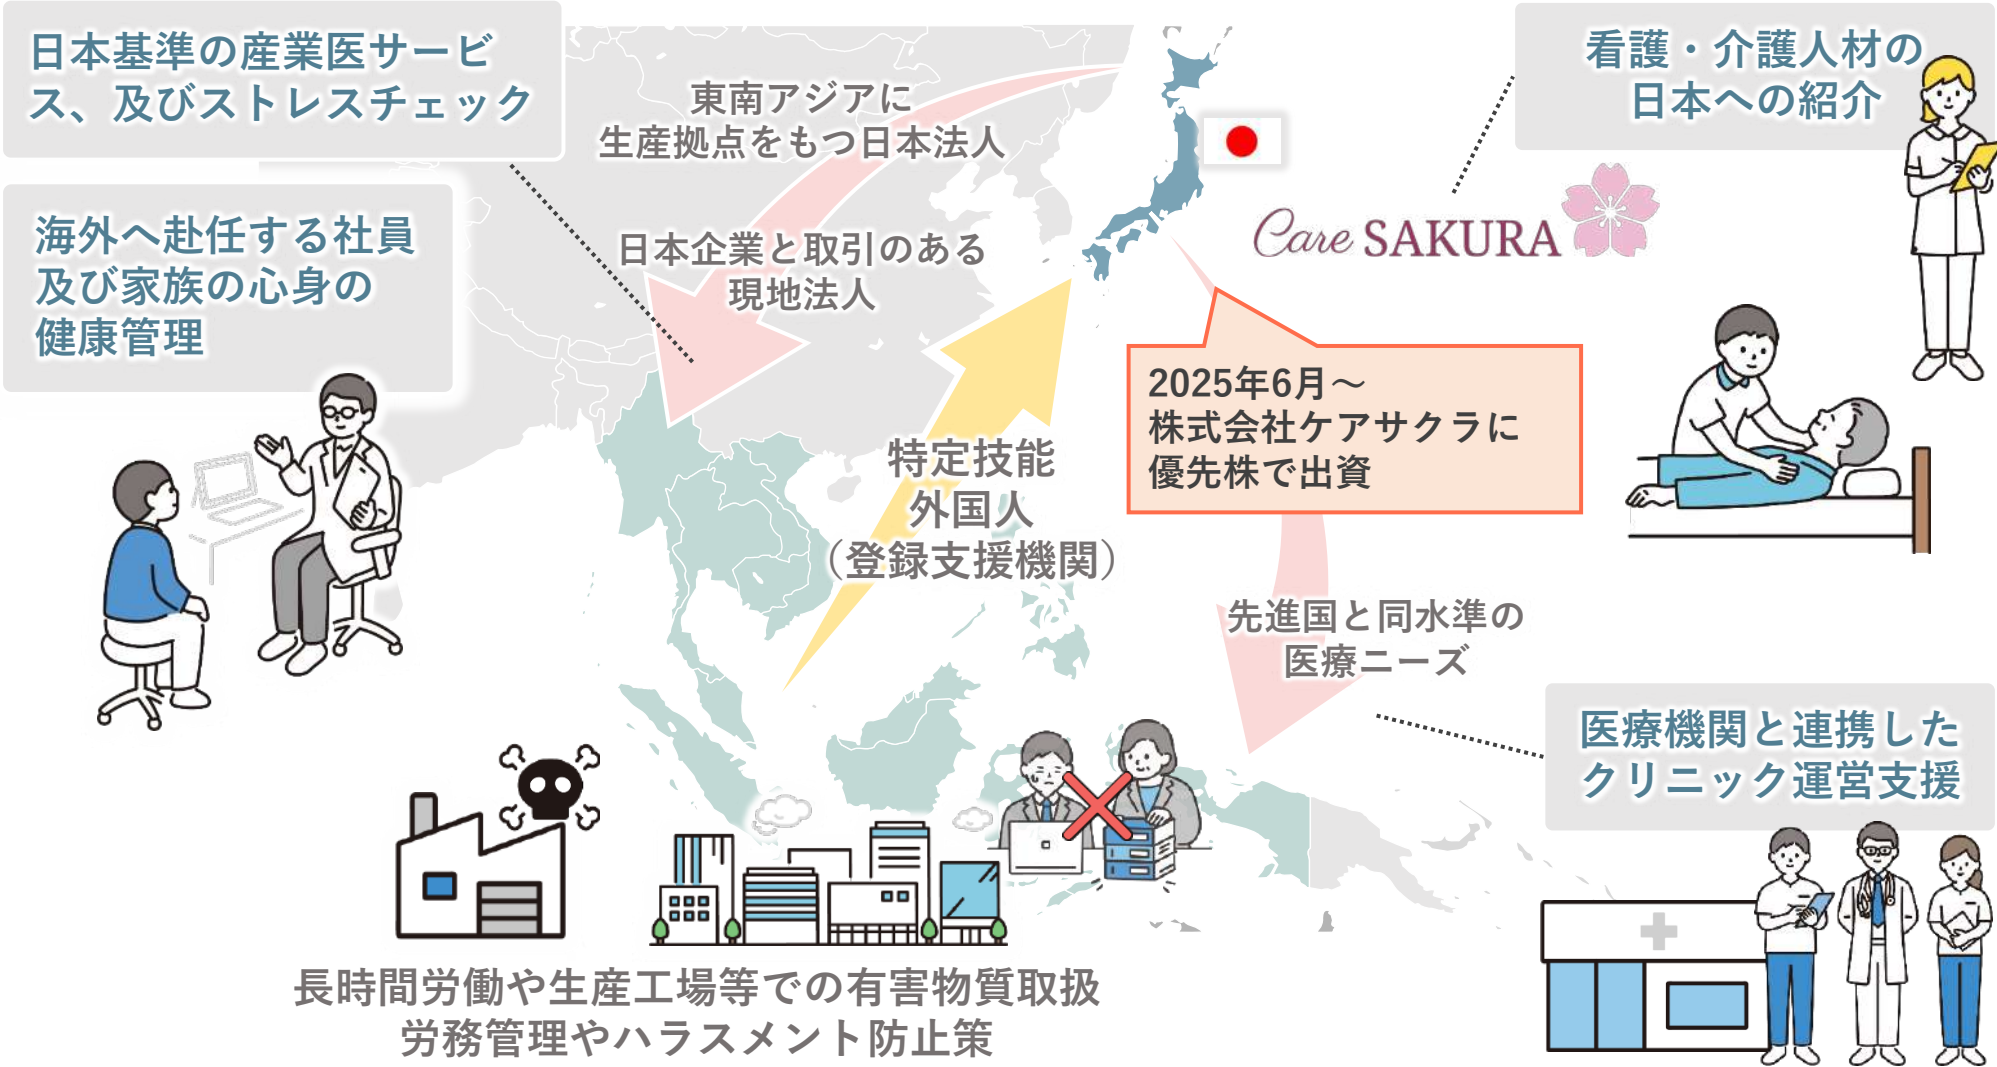 日本基準の産業医サービ
ス、及びストレスチェック
海外へ赴任する社員
及び家族の心身の
健康管理
東南アジアに
生産拠点をもつ日本法人
日本企業と取引のある
現地法人
看護・介護人材の
日本への紹介
Care SAKURA
2025年6月～
株式会社ケアサクラに
優先株で出資
特定技能
外国人
（登録支援機関）
先進国と同水準の
医療ニーズ
医療機関と連携した
クリニック運営支援
長時間労働や生産工場等での有害物質取扱
労務管理やハラスメント防止策